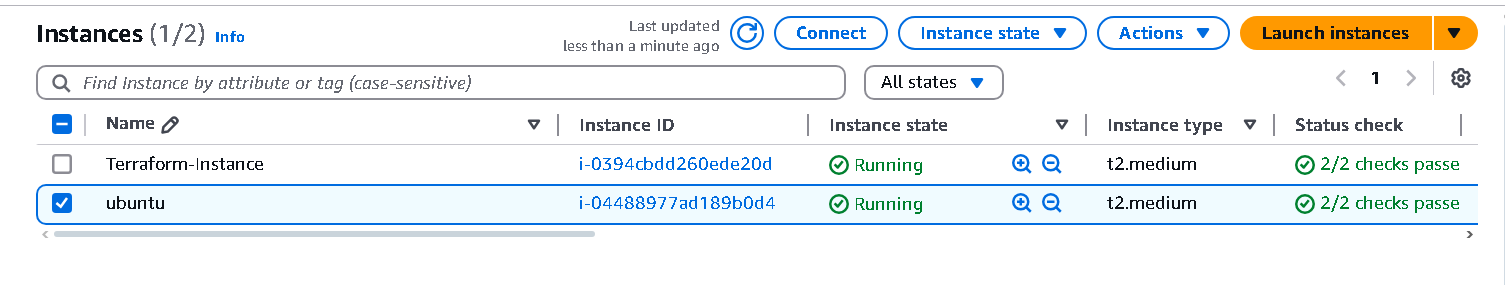 Instances (1/2) Info
Last updated
less than a minute ago
Connect
Instance state
Actions
Launch instances
Find Instance by attribute or tag (case-sensitive)
All states
1
Name Instance ID Instance state Instance type Status check
Terraform-Instance i-0394cbdd260ede20d Running t2.medium 2/2 checks passe
ubuntu i-04488977ad189b0d4 Running t2.medium 2/2 checks passe